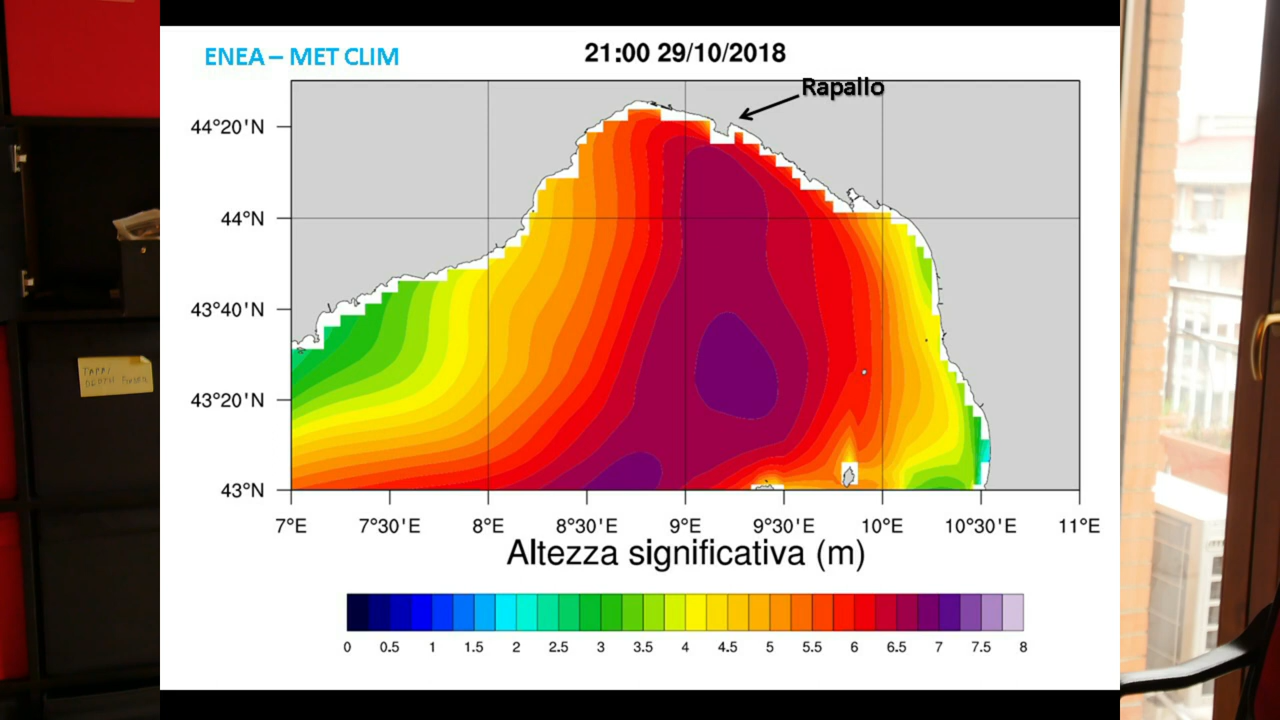 ENEA – MET CLIM
21:00 29/10/2018
Rapallo
44°20'N
44°N
43°40'N
43°20'N
43°N
7°E 7°30'E 8°E 8°30'E 9°E 9°30'E 10°E 10°30'E 11°E
Altezza significativa (m)
0 0.5 1 1.5 2 2.5 3 3.5 4 4.5 5 5.5 6 6.5 7 7.5 8